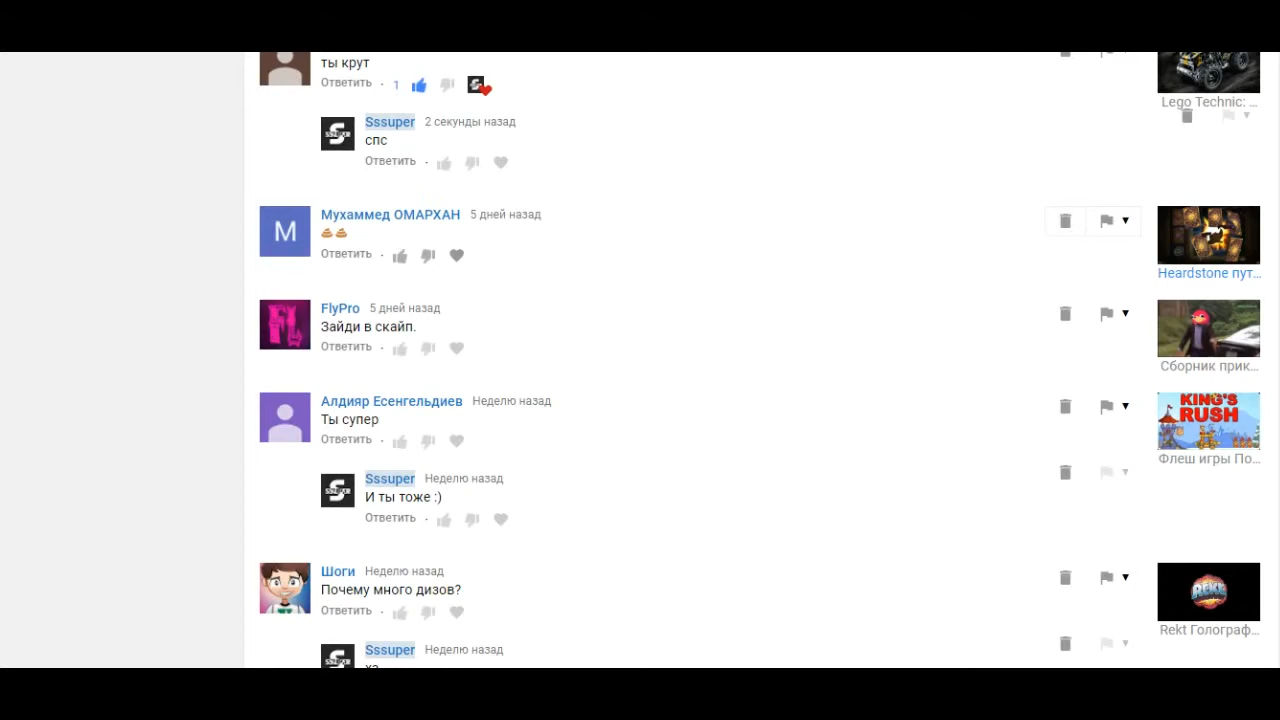 ты крут
Ответить · 1
Lego Technic: ...
Sssuper 2 секунды назад
спс
Ответить ·
Мухаммед ОМАРХАН 5 дней назад
💩💩
Ответить ·
M
Heardstone пут...
FlyPro 5 дней назад
Зайди в скайп.
Ответить ·
FL
Сборник прик...
Алдияр Есенгельдиев Неделю назад
Ты супер
Ответить ·
KING'S
RUSH
Флеш игры По...
Sssuper Неделю назад
И ты тоже :)
Ответить ·
Шоги Неделю назад
Почему много дизов?
Ответить ·
REKT
Rekt Голограф...
Sssuper Неделю назад